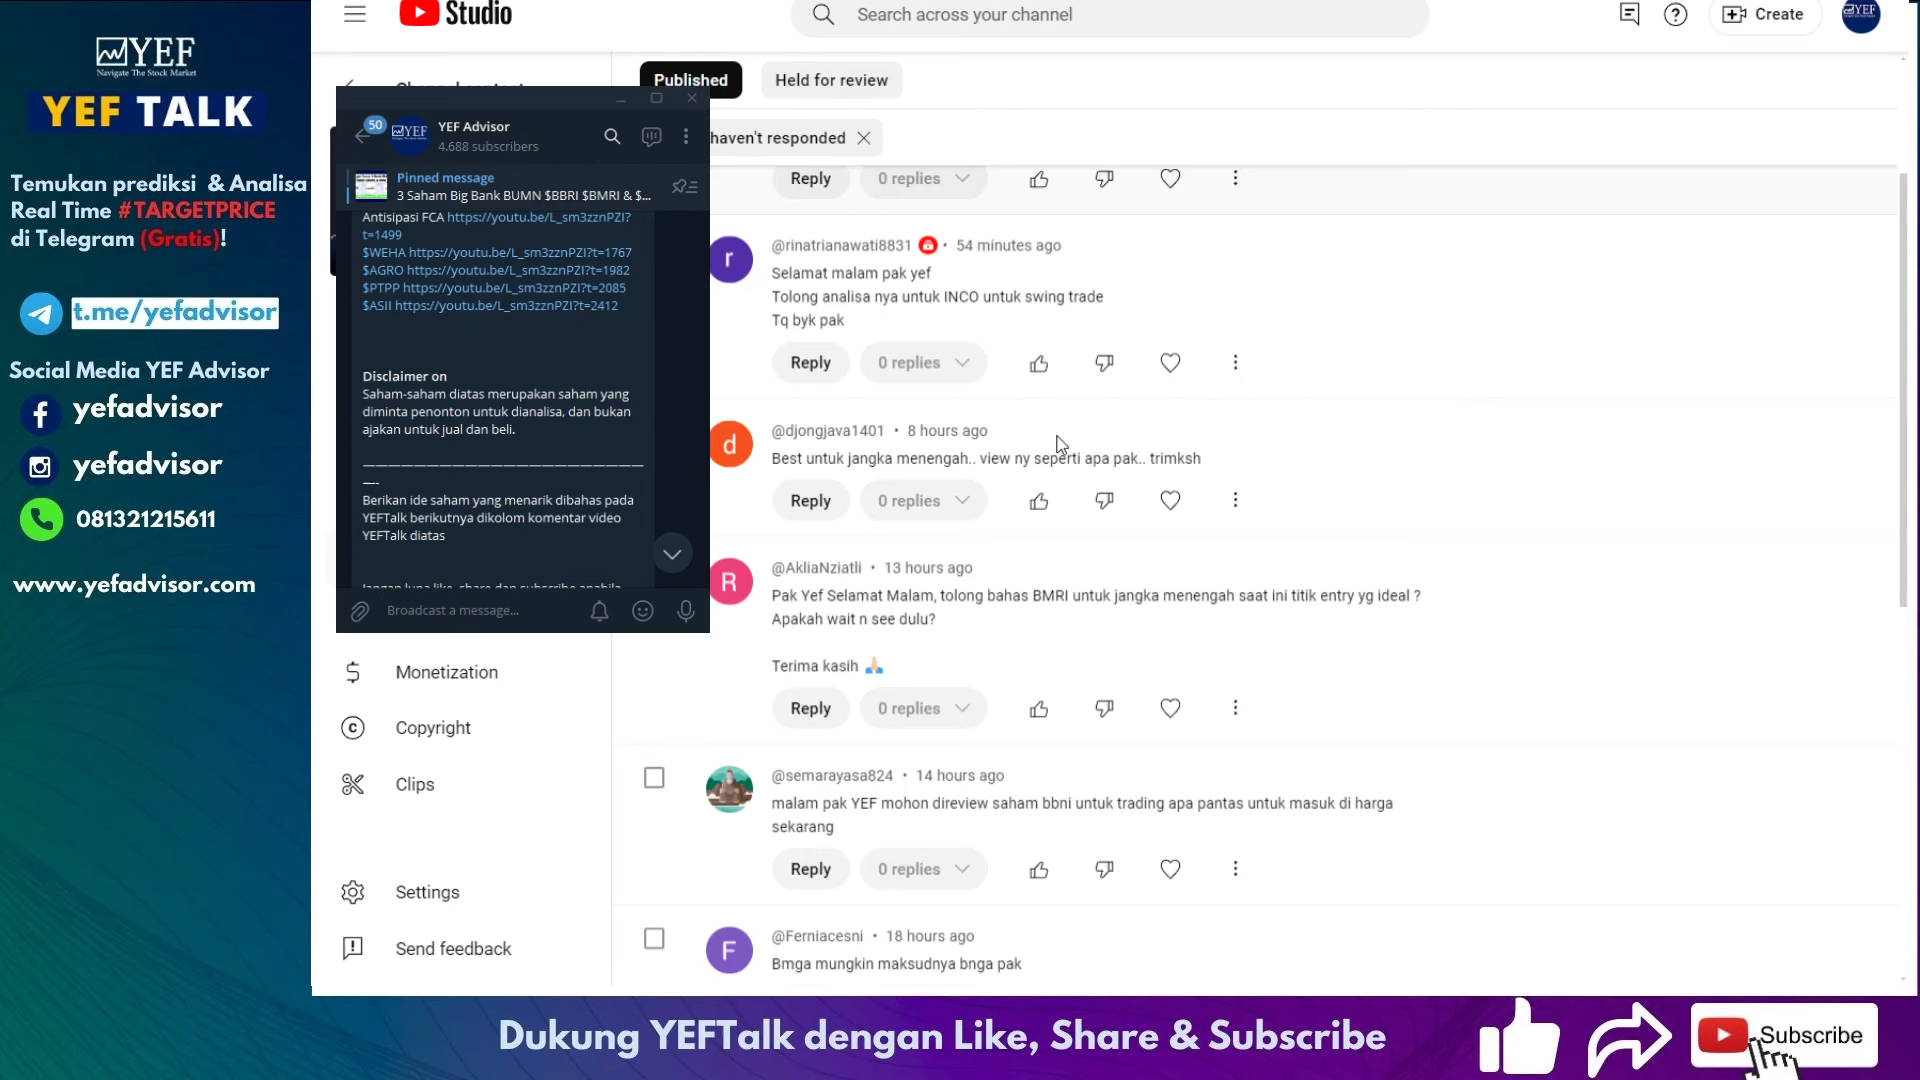 YEF
Navigate The Stock Market
YEF TALK
Temukan prediksi & Analisa
Real Time #TARGETPRICE
di Telegram (Gratis)!
t.me/yefadvisor
Social Media YEF Advisor
yefadvisor
yefadvisor
081321215611
www.yefadvisor.com
Studio
Search across your channel
Create
YEF
Published
Held for review
haven't responded
50
YEF
YEF Advisor
4.688 subscribers
Pinned message
3 Saham Big Bank BUMN $BBRI $BMRI & $...
Antisipasi FCA https://youtu.be/L_sm3zznPZI?
t=1499
$WEHA https://youtu.be/L_sm3zznPZI?t=1767
$AGRO https://youtu.be/L_sm3zznPZI?t=1982
$PTPP https://youtu.be/L_sm3zznPZI?t=2085
$ASII https://youtu.be/L_sm3zznPZI?t=2412
Disclaimer on
Saham-saham diatas merupakan saham yang
diminta penonton untuk dianalisa, dan bukan
ajakan untuk jual dan beli.
Berikan ide saham yang menarik dibahas pada
YEFTalk berikutnya dikolom komentar video
YEFTalk diatas
Broadcast a message...
Monetization
Copyright
Clips
Settings
Send feedback
Reply
0 replies
r
@rinatrianawati8831 • 54 minutes ago
Selamat malam pak yef
Tolong analisa nya untuk INCO untuk swing trade
Tq byk pak
Reply
0 replies
d
@djongjava1401 • 8 hours ago
Best untuk jangka menengah.. view ny seperti apa pak.. trimksh
Reply
0 replies
R
@AkliaNziatli • 13 hours ago
Pak Yef Selamat Malam, tolong bahas BMRI untuk jangka menengah saat ini titik entry yg ideal ?
Apakah wait n see dulu?
Terima kasih 🙏🏼
Reply
0 replies
@semarayasa824 • 14 hours ago
malam pak YEF mohon direview saham bbni untuk trading apa pantas untuk masuk di harga
sekarang
Reply
0 replies
F
@Ferniacesni • 18 hours ago
Bmga mungkin maksudnya bnga pak
Dukung YEFTalk dengan Like, Share & Subscribe
Subscribe